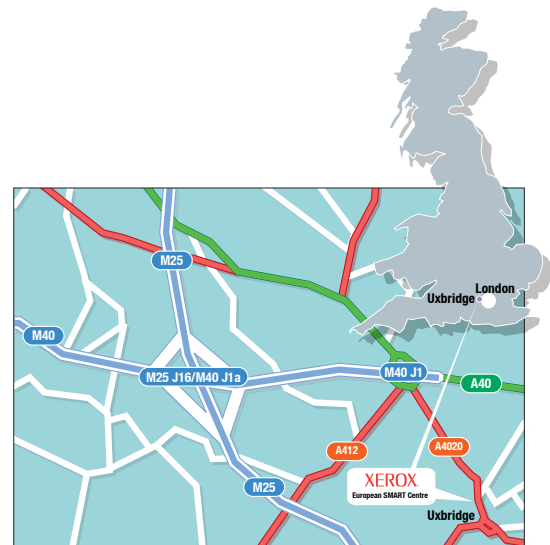 London
Uxbridge
M25
M40
M25 J16/M40 J1a
M40 J1
A40
A412
A4020
XEROX
European SMART Centre
M25
Uxbridge